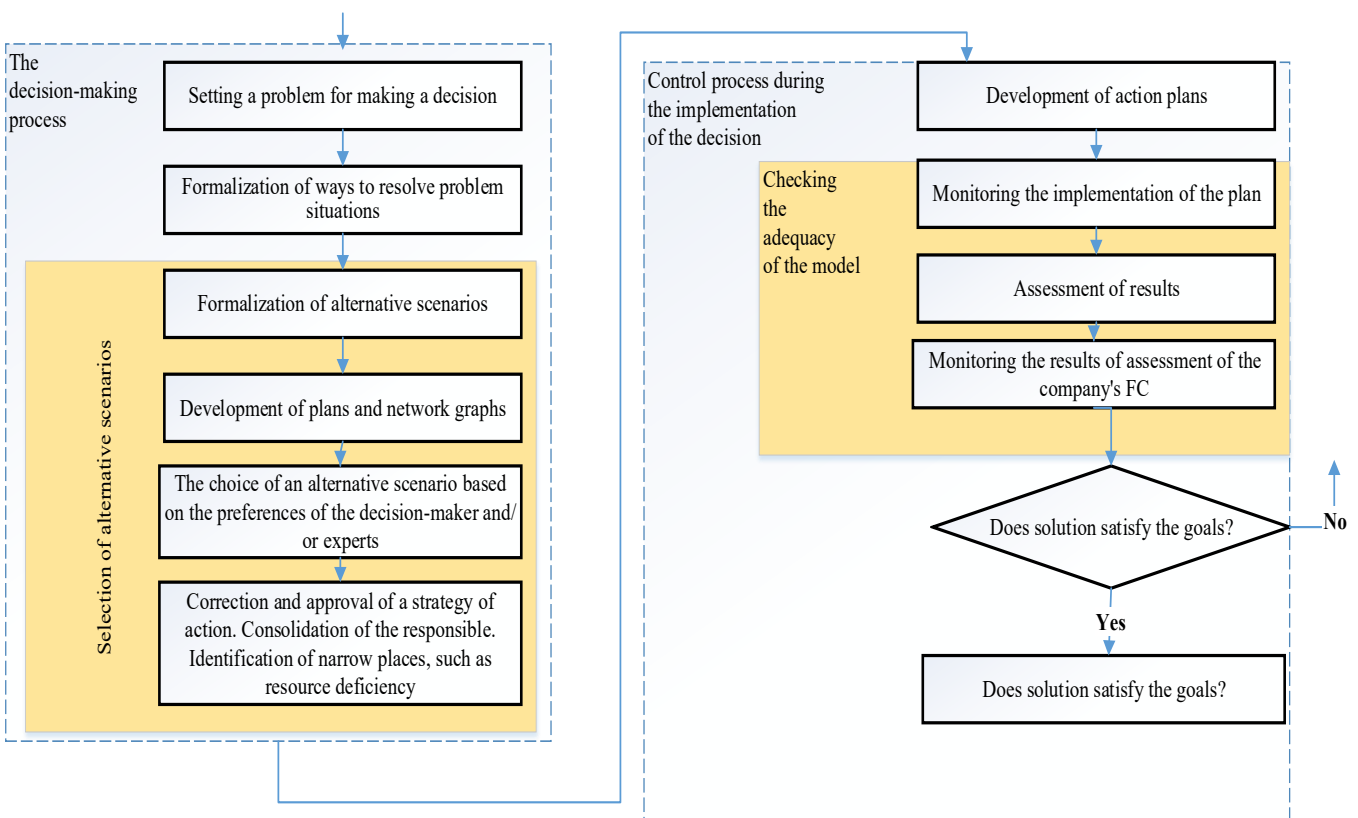 The
decision-making
process
Setting a problem for making a decision
Formalization of ways to resolve problem
situations
Selection of alternative scenarios
Formalization of alternative scenarios
Development of plans and network graphs
The choice of an alternative scenario based
on the preferences of the decision-maker and/
or experts
Correction and approval of a strategy of
action. Consolidation of the responsible.
Identification of narrow places, such as
resource deficiency
Control process during
the implementation
of the decision
Development of action plans
Checking
the
adequacy
of the model
Monitoring the implementation of the plan
Assessment of results
Monitoring the results of assessment of the
company's FC
Does solution satisfy the goals?
No
Yes
Does solution satisfy the goals?